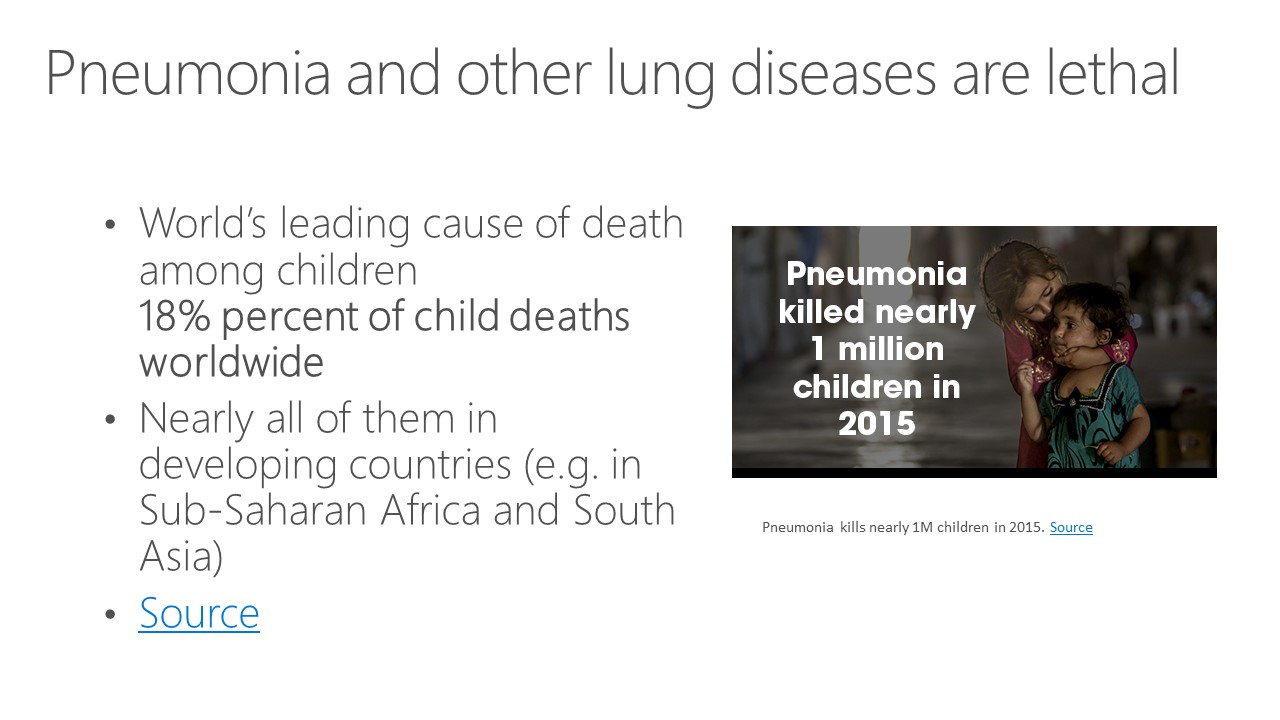 Pneumonia and other lung diseases are lethal
• World’s leading cause of death
among children
18% percent of child deaths
worldwide
• Nearly all of them in
developing countries (e.g. in
Sub-Saharan Africa and South
Asia)
• Source
Pneumonia
killed nearly
1 million
children in
2015
Pneumonia kills nearly 1M children in 2015. Source